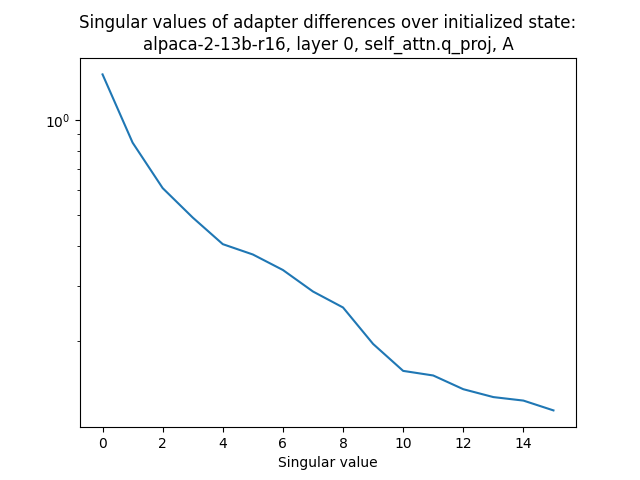 Singular values of adapter differences over initialized state:
alpaca-2-13b-r16, layer 0, self_attn.q_proj, A
10⁰
0 2 4 6 8 10 12 14
Singular value